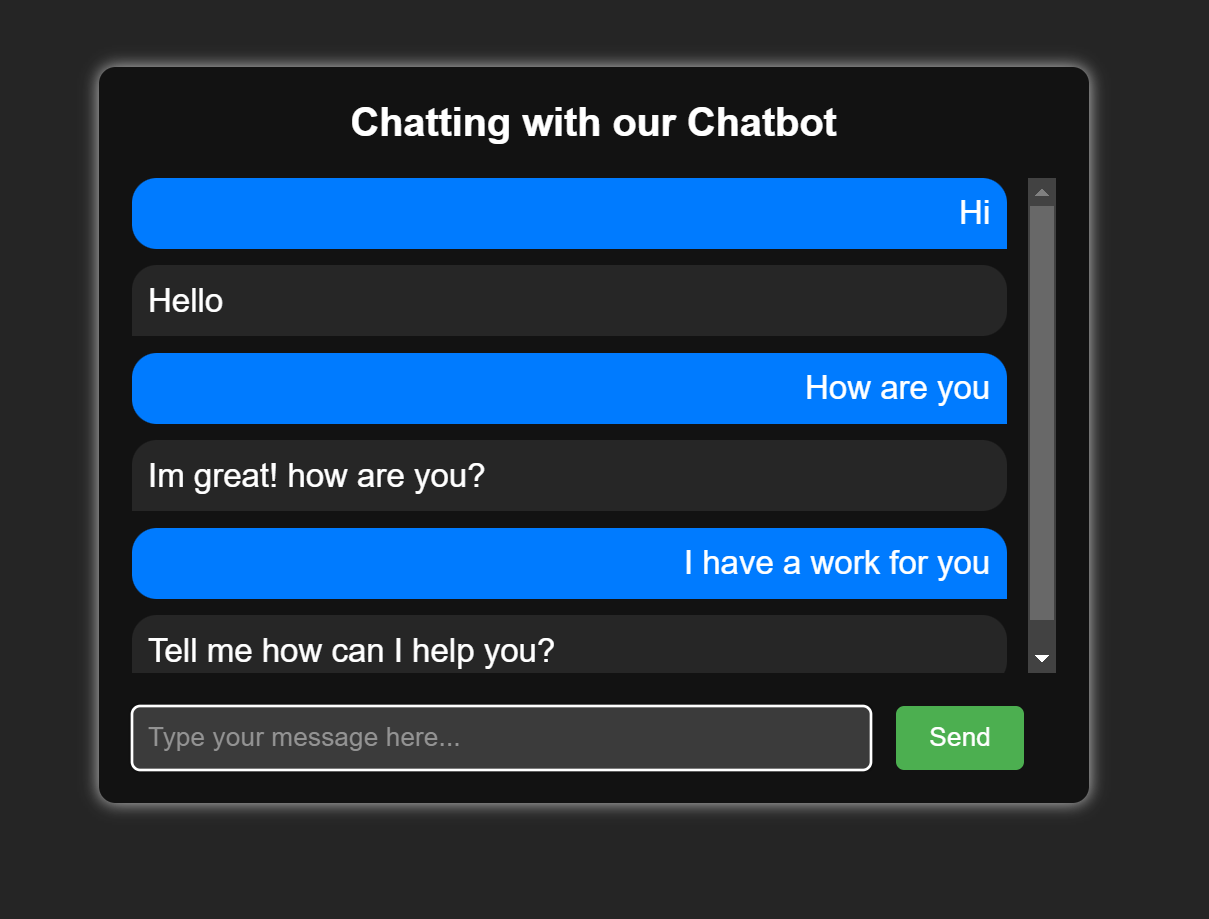 Chatting with our Chatbot
Hi
Hello
How are you
Im great! how are you?
I have a work for you
Tell me how can I help you?
Type your message here...
Send